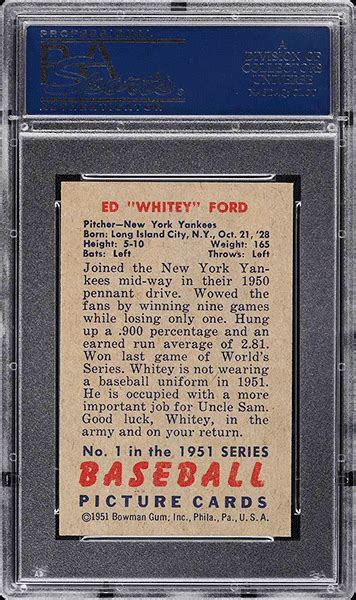 PROFESSIONAL
PSA
A
DIVISION OF
COLLECTORS
ED "WHITEY" FORD
Pitcher—New York Yankees
Born: Long Island City, N.Y., Oct. 21, '28
Height: 5-10 Weight: 165
Bats: Left Throws: Left
Joined the New York Yan-
kees mid-way in their 1950
pennant drive. Wowed the
fans by winning nine games
while losing only one. Hung
up a .900 percentage and an
earned run average of 2.81.
Won last game of World's
Series. Whitey is not wearing
a baseball uniform in 1951.
He is occupied with a more
important job for Uncle Sam.
Good luck, Whitey, in
the army and on your return.
No. 1 in the 1951 SERIES
BASEBALL
PICTURE CARDS
©1951 Bowman Gum; Inc., Phila., Pa., U. S. A.